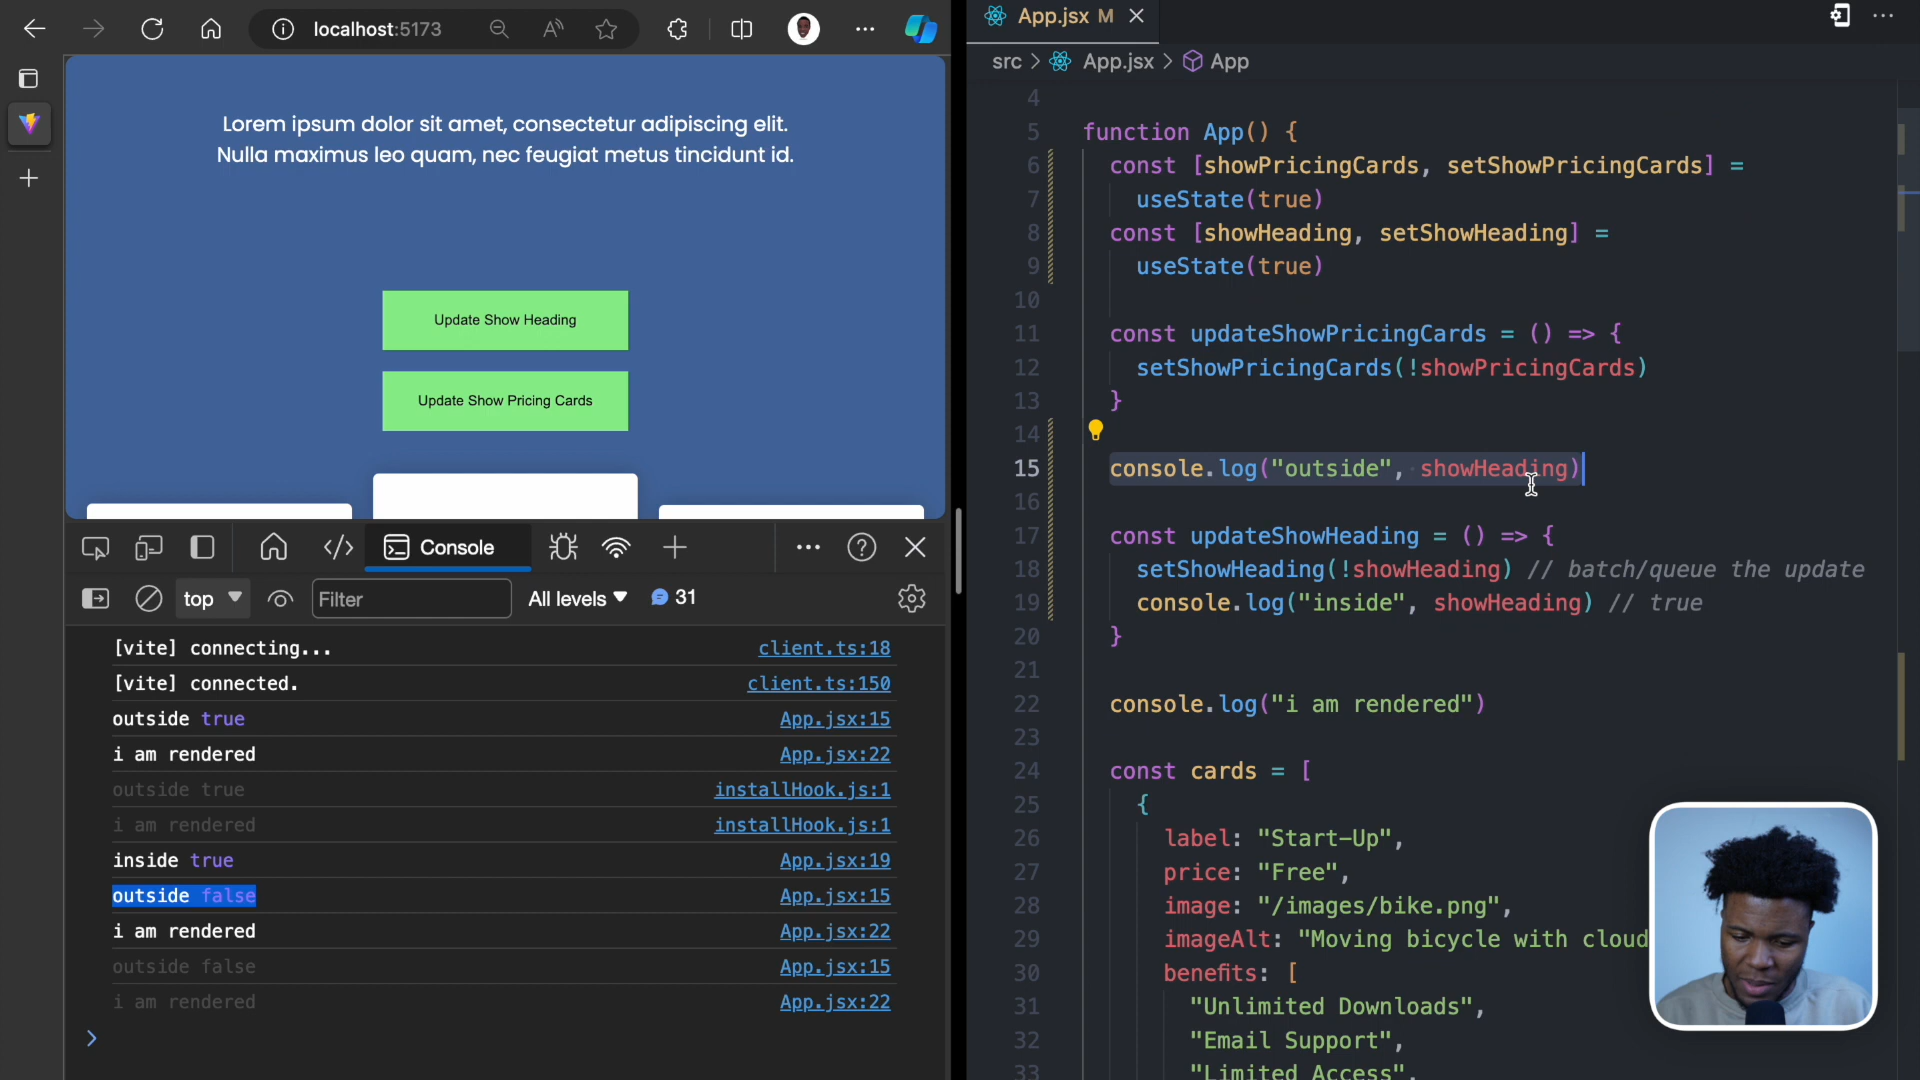 localhost:5173
Lorem ipsum dolor sit amet, consectetur adipiscing elit.
Nulla maximus leo quam, nec feugiat metus tincidunt id.
Update Show Heading
Update Show Pricing Cards
Console
top
Filter
All levels
31
[vite] connecting... client.ts:18
[vite] connected. client.ts:150
outside true App.jsx:15
i am rendered App.jsx:22
outside true installHook.js:1
i am rendered installHook.js:1
inside true App.jsx:19
outside false App.jsx:15
i am rendered App.jsx:22
outside false App.jsx:15
i am rendered App.jsx:22
App.jsx M
src > App.jsx > App
4
5 function App() {
6 const [showPricingCards, setShowPricingCards] =
7 useState(true)
8 const [showHeading, setShowHeading] =
9 useState(true)
10
11 const updateShowPricingCards = () => {
12 setShowPricingCards(!showPricingCards)
13 }
14
15 console.log("outside", showHeading)
16
17 const updateShowHeading = () => {
18 setShowHeading(!showHeading) // batch/queue the update
19 console.log("inside", showHeading) // true
20 }
21
22 console.log("i am rendered")
23
24 const cards = [
25 {
26 label: "Start-Up",
27 price: "Free",
28 image: "/images/bike.png",
29 imageAlt: "Moving bicycle with cloud
30 benefits: [
31 "Unlimited Downloads",
32 "Email Support",
33 "Limited Access",